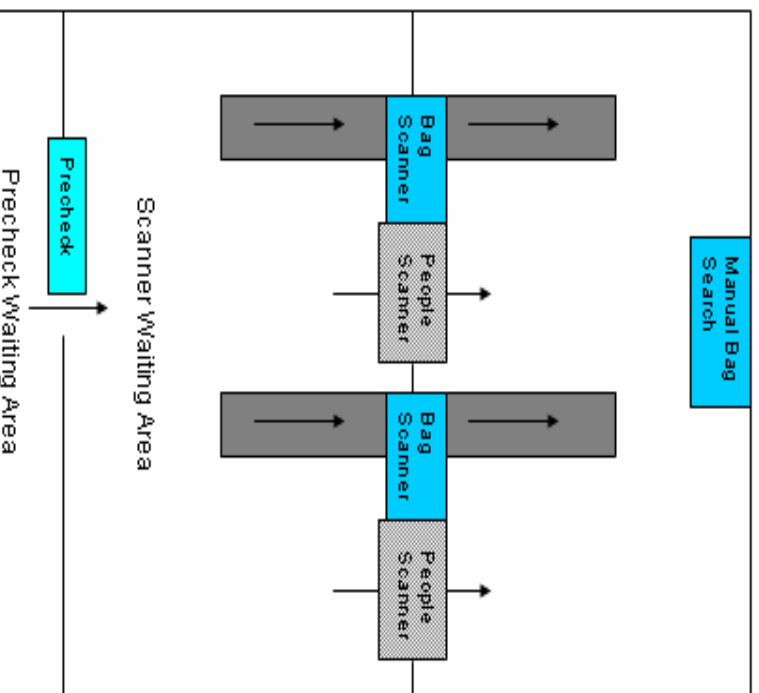 Bag
Scanner
People
Scanner
Manual Bag
Search
Bag
Scanner
People
Scanner
Precheck
Scanner Waiting Area
Precheck Waiting Area